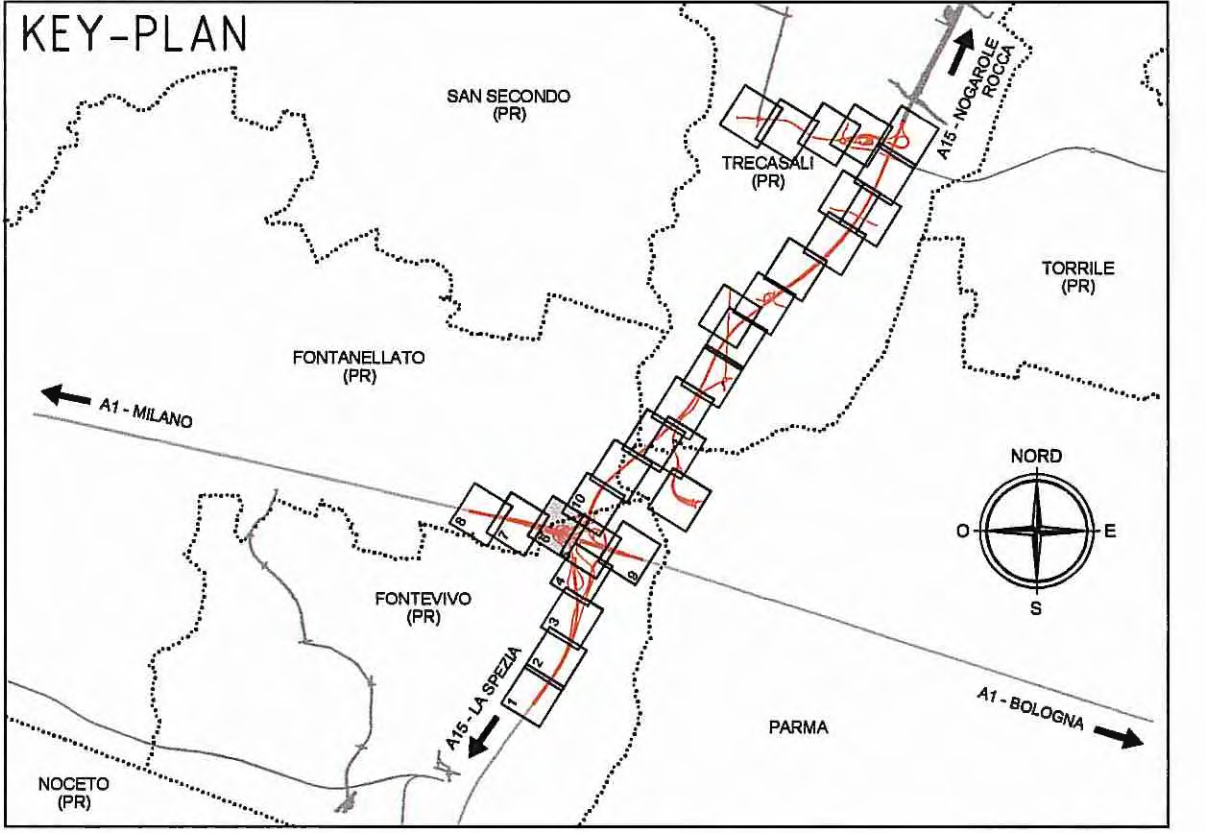 KEY-PLAN
SAN SECONDO
(PR)
A15 - NOGAROLE
ROCCA
TRECASALI
(PR)
TORRILE
(PR)
FONTANELLATO
(PR)
A1 - MILANO
NORD
O
E
S
10
8
7
6
9
4
3
2
1
FONTEVIVO
(PR)
A15 - LA SPEZIA
A1 - BOLOGNA
PARMA
NOCETO
(PR)